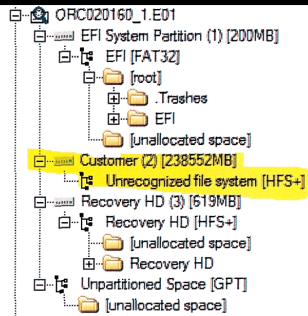 ORC020160_1.E01
EFI System Partition (1) [200MB]
EFI [FAT32]
[root]
.Trashes
EFI
[unallocated space]
Customer (2) [238552MB]
Unrecognized file system [HFS+]
Recovery HD (3) [619MB]
Recovery HD [HFS+]
[unallocated space]
Recovery HD
Unpartitioned Space [GPT]
[unallocated space]